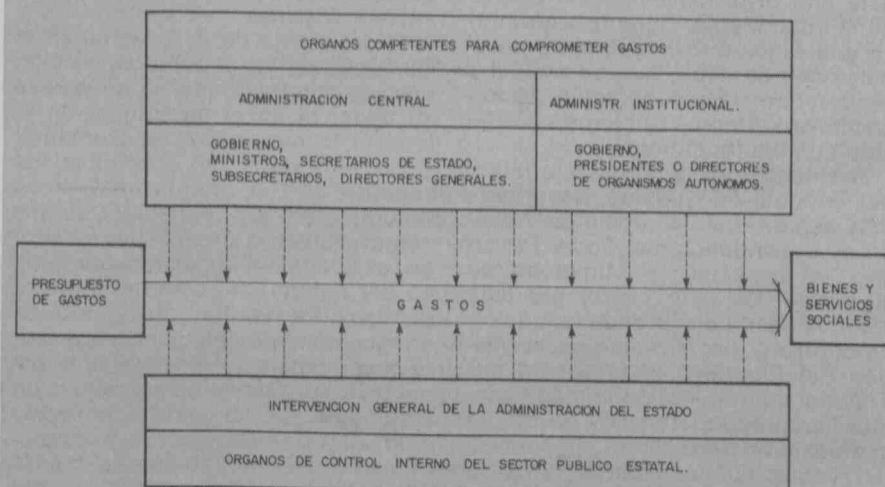 ORGANOS COMPETENTES PARA COMPROMETER GASTOS
ADMINISTRACION CENTRAL
ADMINISTR. INSTITUCIONAL.
GOBIERNO,
MINISTROS, SECRETARIOS DE ESTADO,
SUBSECRETARIOS, DIRECTORES GENERALES.
GOBIERNO,
PRESIDENTES O DIRECTORES
DE ORGANISMOS AUTONOMOS.
PRESUPUESTO
DE GASTOS
GASTOS
BIENES Y
SERVICIOS
SOCIALES
INTERVENCION GENERAL DE LA ADMINISTRACION DEL ESTADO
ORGANOS DE CONTROL INTERNO DEL SECTOR PUBLICO ESTATAL.